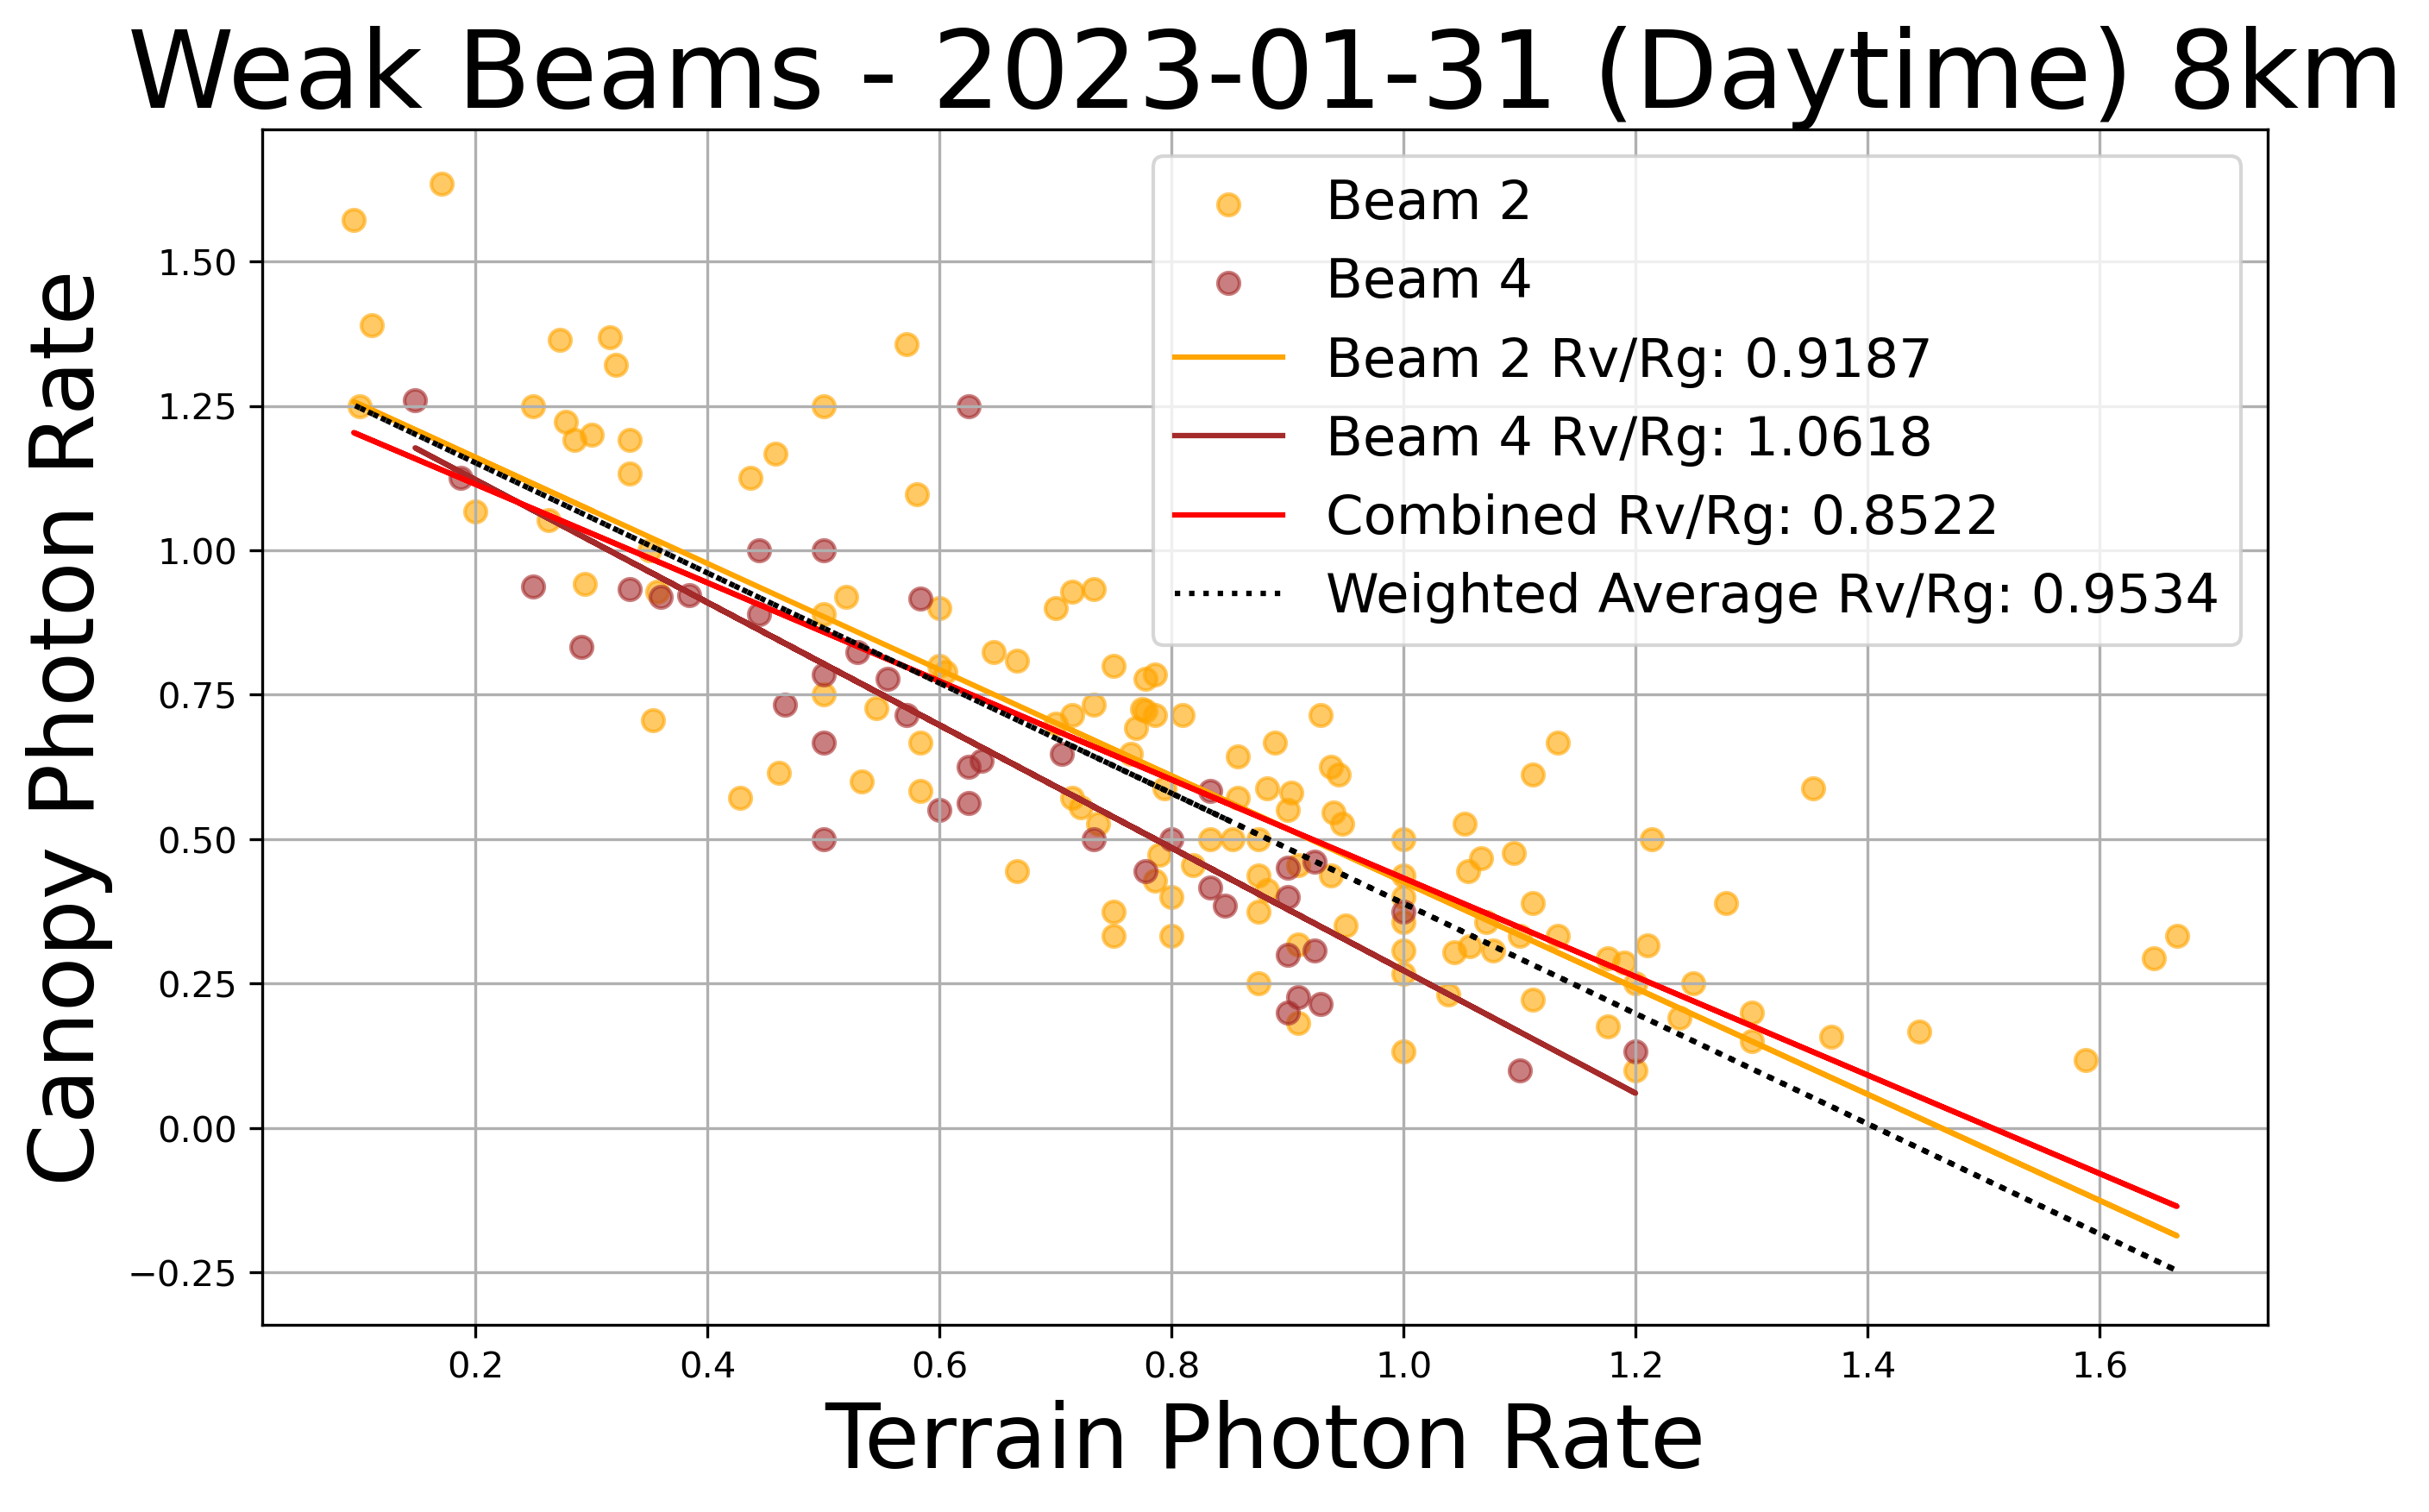 Weak Beams - 2023-01-31 (Daytime) 8km
Beam 2
Beam 4
Beam 2 Rv/Rg: 0.9187
Beam 4 Rv/Rg: 1.0618
Combined Rv/Rg: 0.8522
Weighted Average Rv/Rg: 0.9534
Canopy Photon Rate
1.50
1.25
1.00
0.75
0.50
0.25
0.00
−0.25
0.2 0.4 0.6 0.8 1.0 1.2 1.4 1.6
Terrain Photon Rate